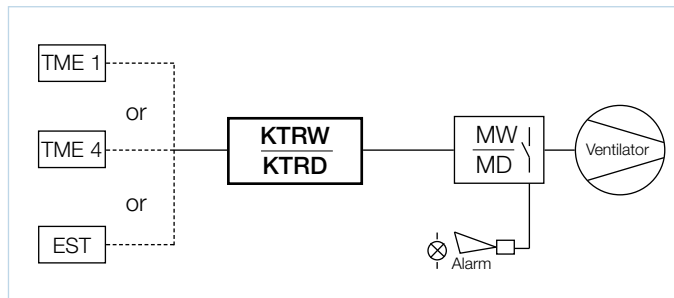 TME 1
or
TME 4
or
EST
KTRW
KTRD
MW
MD
Ventilator
Alarm